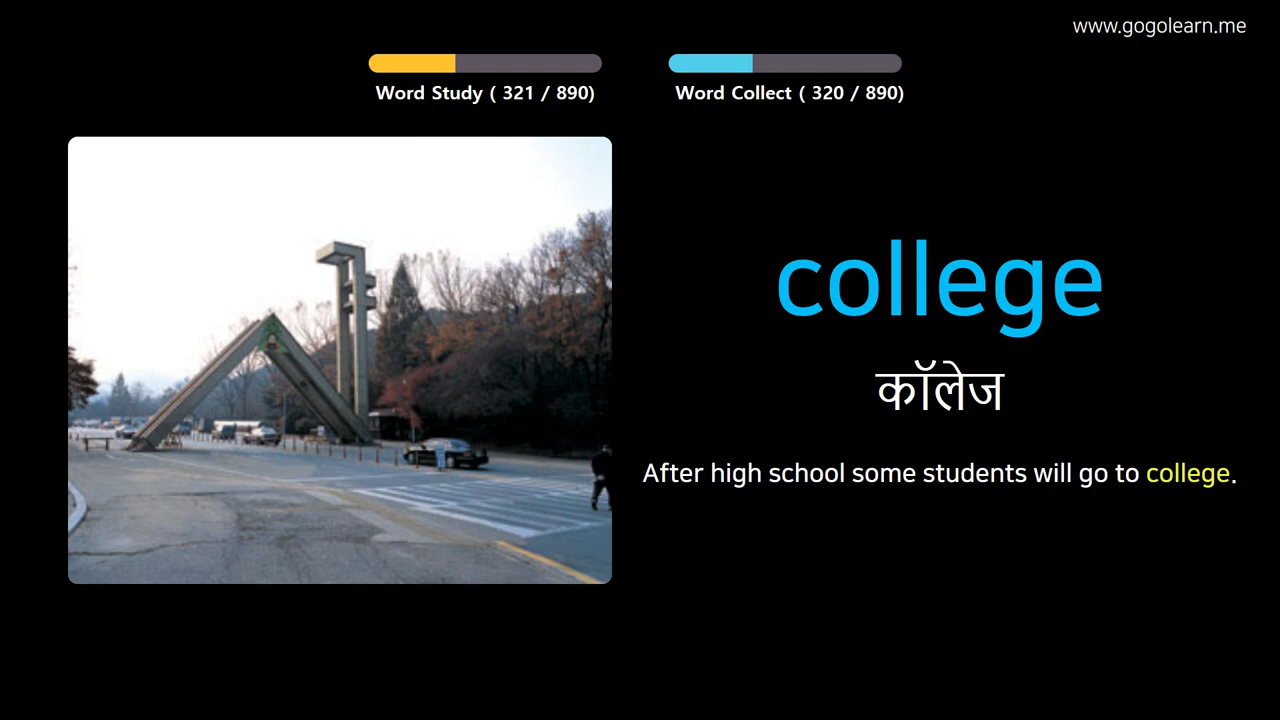 www.gogolearn.me
Word Study ( 321 / 890)
Word Collect ( 320 / 890)
college
कॉलेज
After high school some students will go to college.